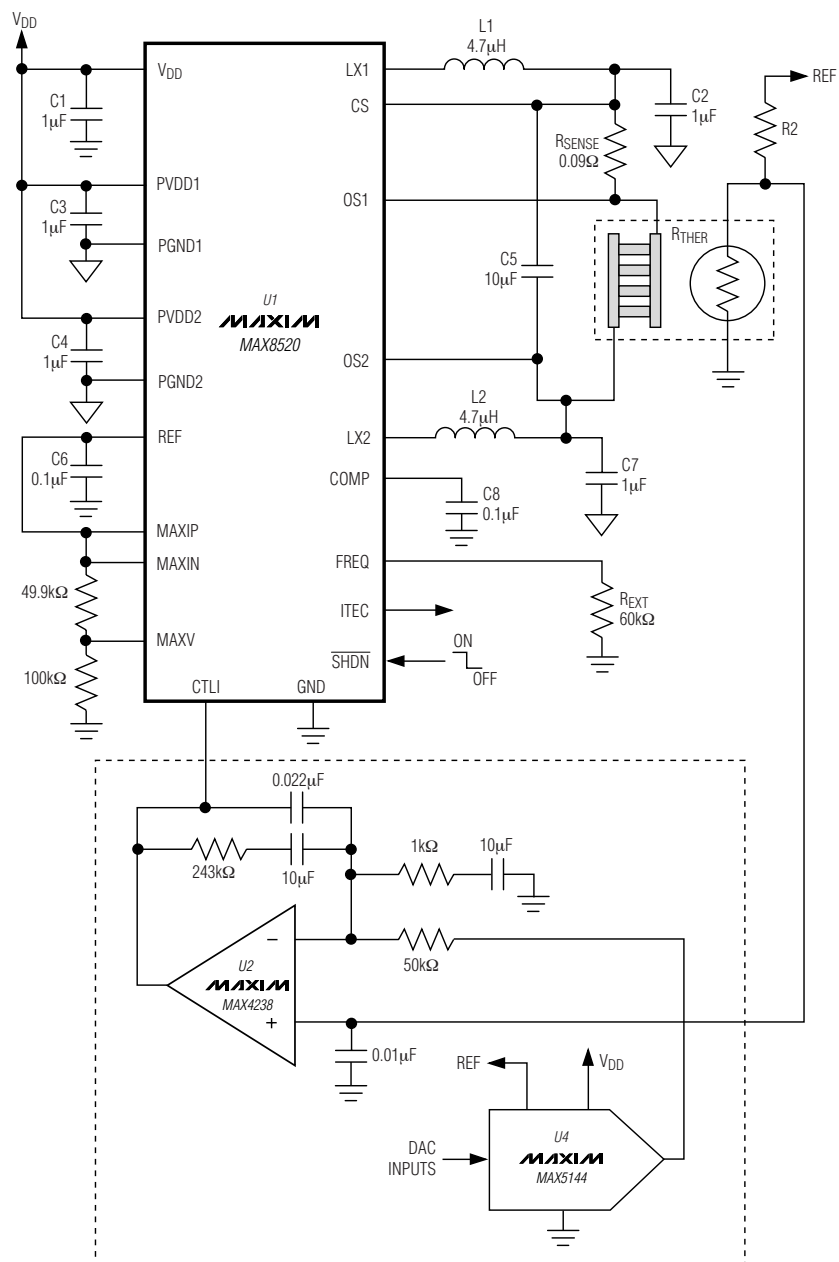 VDD
VDD
C1
1μF
PVDD1
C3
1μF
PGND1
PVDD2
C4
1μF
PGND2
REF
C6
0.1μF
MAXIP
MAXIN
49.9kΩ
MAXV
100kΩ
U1
MAXIM
MAX8520
LX1
CS
OS1
OS2
LX2
COMP
FREQ
ITEC
SHDN
CTLI
GND
L1
4.7μH
C2
1μF
RSENSE
0.09Ω
REF
R2
RTHER
C5
10μF
L2
4.7μH
C7
1μF
C8
0.1μF
REXT
60kΩ
ON
OFF
0.022μF
243kΩ
10μF
1kΩ
10μF
50kΩ
−
U2
MAXIM
MAX4238
+
0.01μF
REF
VDD
DAC
INPUTS
U4
MAXIM
MAX5144